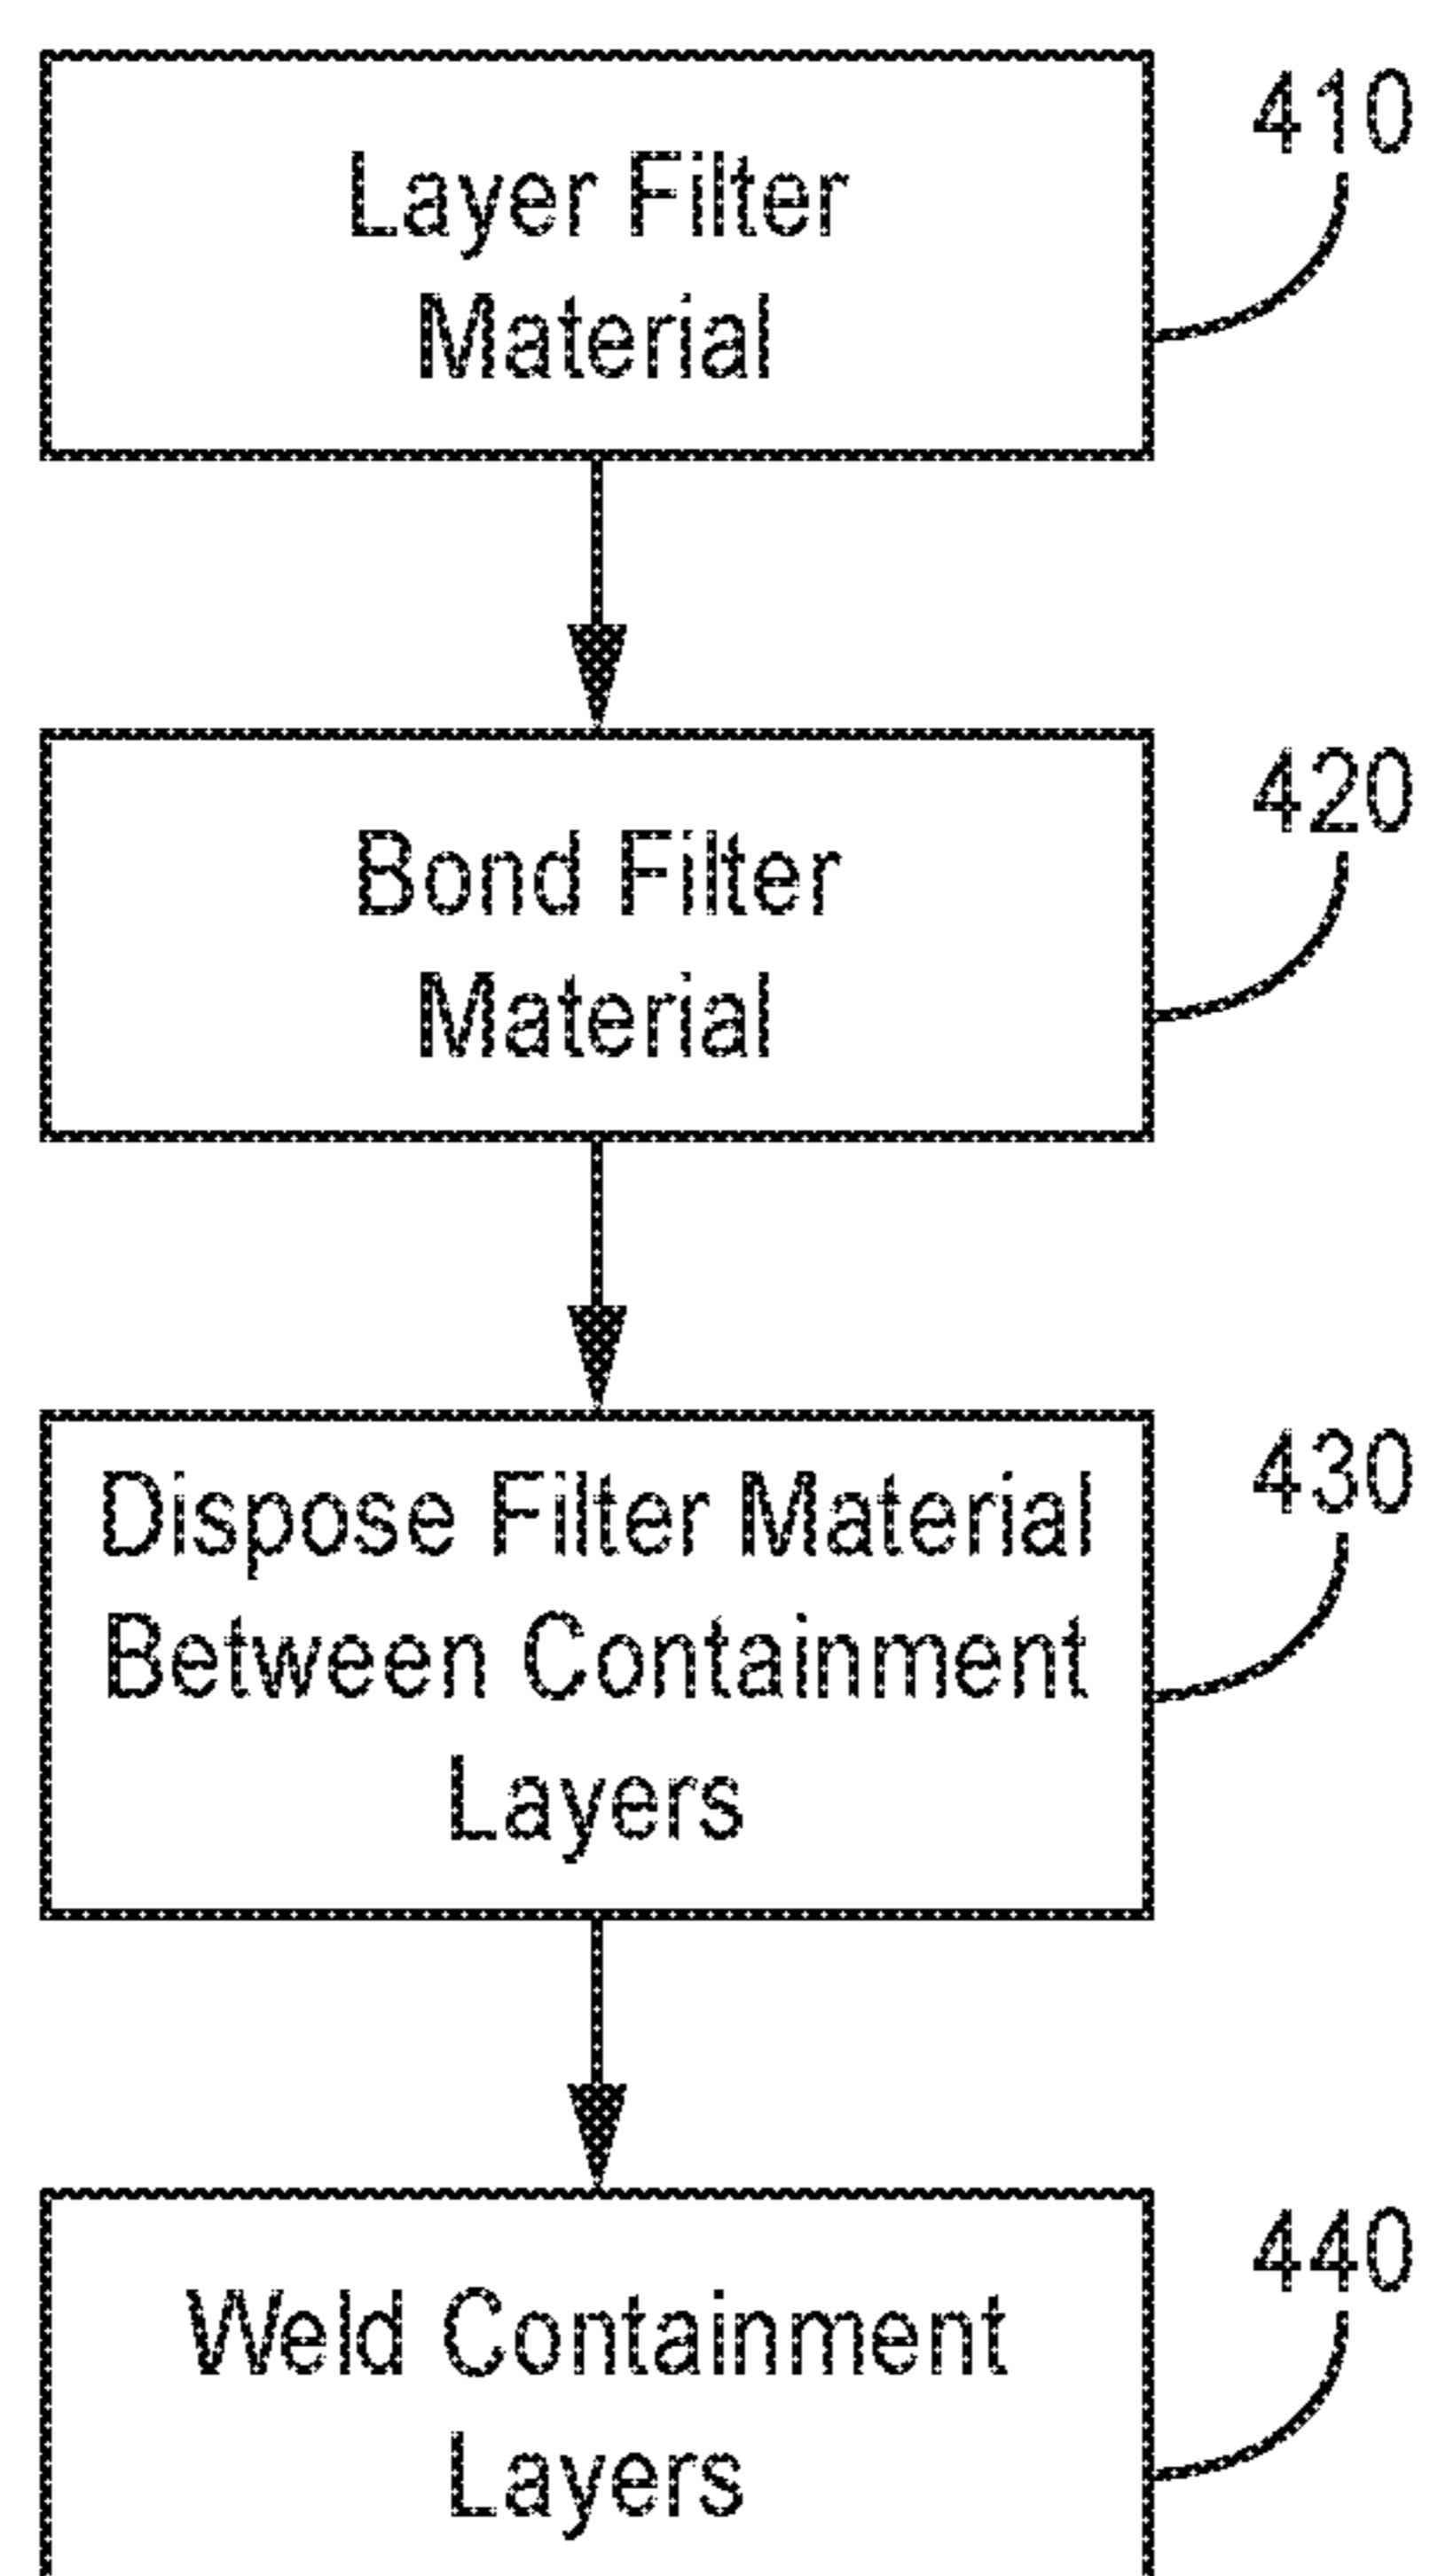 410
Layer Filter
Material
420
Bond Filter
Material
430
Dispose Filter Material
Between Containment
Layers
440
Weld Containment
Layers